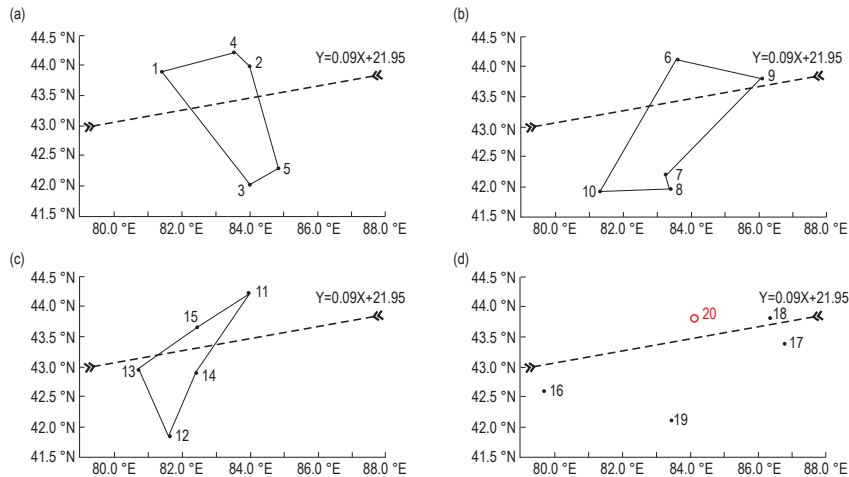 (a)
44.5 °N
44.0 °N
43.5 °N
43.0 °N
42.5 °N
42.0 °N
41.5 °N
80.0 °E 82.0 °E 84.0 °E 86.0 °E 88.0 °E
Y=0.09X+21.95
1
4
2
5
3
(b)
44.5 °N
44.0 °N
43.5 °N
43.0 °N
42.5 °N
42.0 °N
41.5 °N
80.0 °E 82.0 °E 84.0 °E 86.0 °E 88.0 °E
Y=0.09X+21.95
6
9
7
8
10
(c)
44.5 °N
44.0 °N
43.5 °N
43.0 °N
42.5 °N
42.0 °N
41.5 °N
80.0 °E 82.0 °E 84.0 °E 86.0 °E 88.0 °E
Y=0.09X+21.95
11
15
13
14
12
(d)
44.5 °N
44.0 °N
43.5 °N
43.0 °N
42.5 °N
42.0 °N
41.5 °N
80.0 °E 82.0 °E 84.0 °E 86.0 °E 88.0 °E
Y=0.09X+21.95
20
18
17
16
19